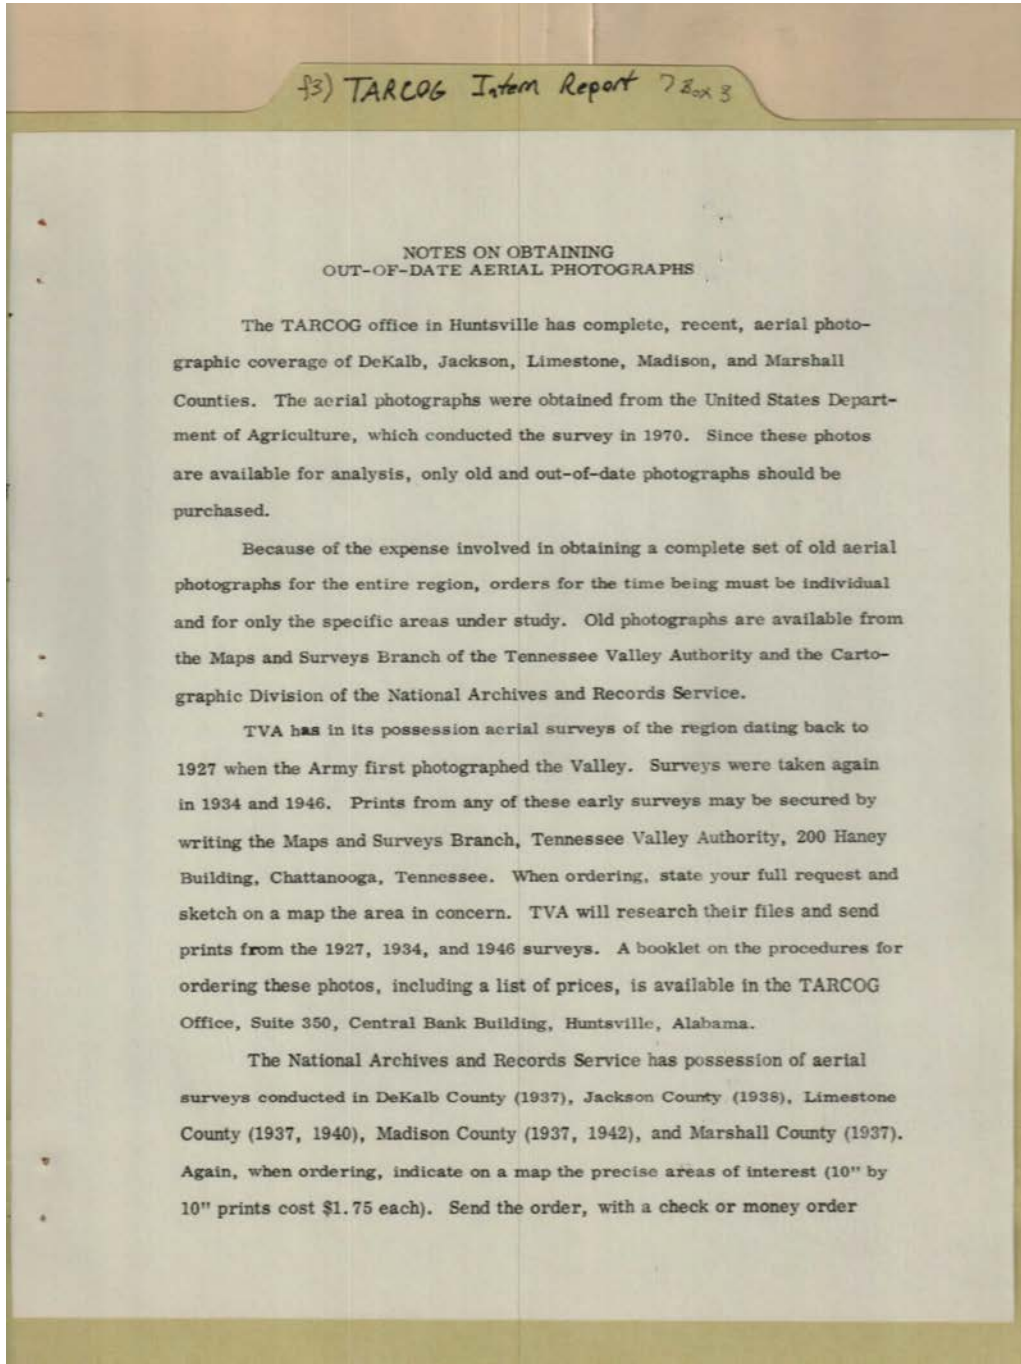 f3) TARCOG Intern Report Box 3
NOTES ON OBTAINING
OUT-OF-DATE AERIAL PHOTOGRAPHS
The TARCOG office in Huntsville has complete, recent, aerial photo-
graphic coverage of DeKalb, Jackson, Limestone, Madison, and Marshall
Counties. The aerial photographs were obtained from the United States Depart-
ment of Agriculture, which conducted the survey in 1970. Since these photos
are available for analysis, only old and out-of-date photographs should be
purchased.
Because of the expense involved in obtaining a complete set of old aerial
photographs for the entire region, orders for the time being must be individual
and for only the specific areas under study. Old photographs are available from
the Maps and Surveys Branch of the Tennessee Valley Authority and the Carto-
graphic Division of the National Archives and Records Service.
TVA has in its possession aerial surveys of the region dating back to
1927 when the Army first photographed the Valley. Surveys were taken again
in 1934 and 1946. Prints from any of these early surveys may be secured by
writing the Maps and Surveys Branch, Tennessee Valley Authority, 200 Haney
Building, Chattanooga, Tennessee. When ordering, state your full request and
sketch on a map the area in concern. TVA will research their files and send
prints from the 1927, 1934, and 1946 surveys. A booklet on the procedures for
ordering these photos, including a list of prices, is available in the TARCOG
Office, Suite 350, Central Bank Building, Huntsville, Alabama.
The National Archives and Records Service has possession of aerial
surveys conducted in DeKalb County (1937), Jackson County (1938), Limestone
County (1937, 1940), Madison County (1937, 1942), and Marshall County (1937).
Again, when ordering, indicate on a map the precise areas of interest (10" by
10" prints cost $1.75 each). Send the order, with a check or money order